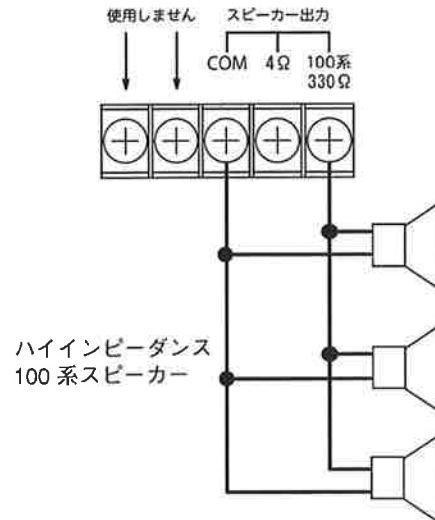 使用しません
スピーカー出力
COM
4Ω
100系
330Ω
ハイインピーダンス
100系スピーカー